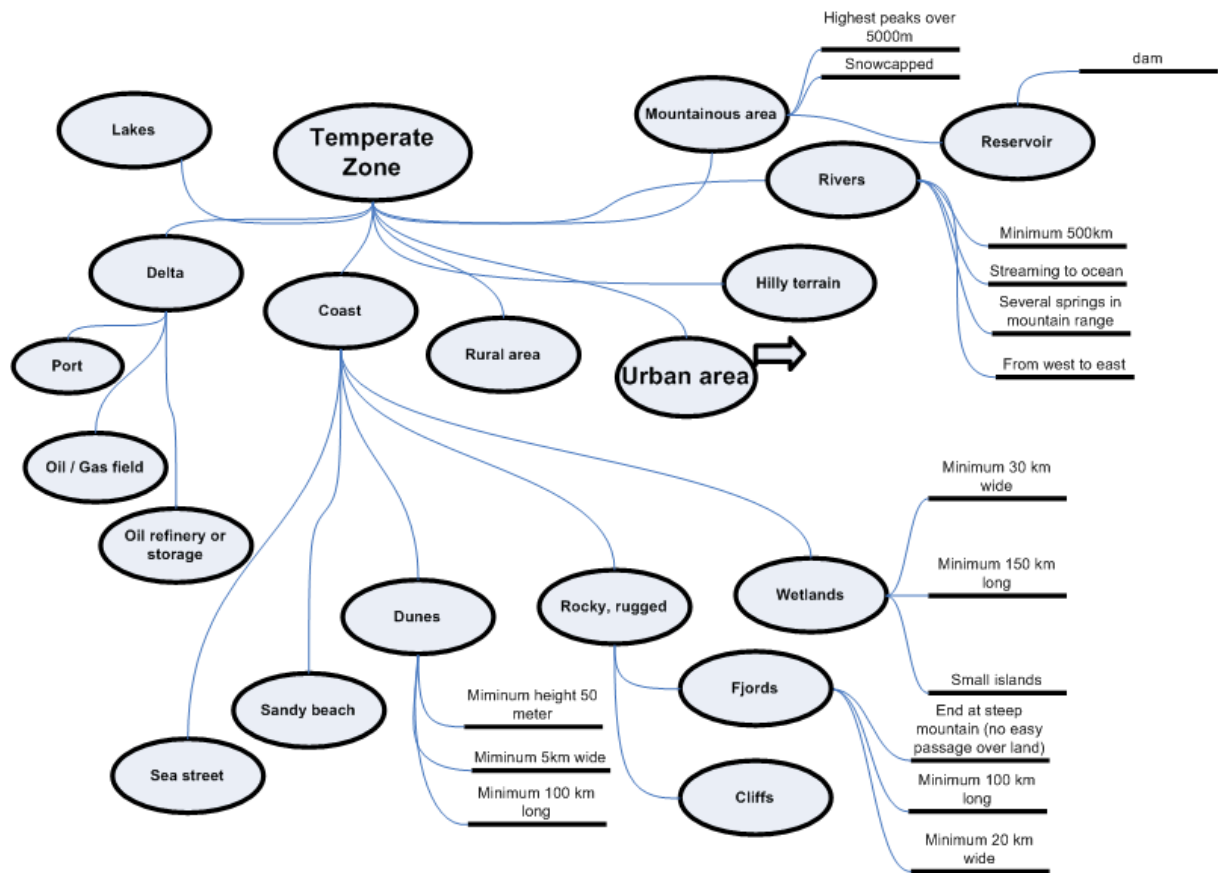 Highest peaks over
5000m
Snowcapped
dam
Lakes
Temperate
Zone
Mountainous area
Reservoir
Rivers
Minimum 500km
Streaming to ocean
Several springs in
mountain range
From west to east
Delta
Coast
Hilly terrain
Rural area
Urban area
Port
Oil / Gas field
Oil refinery or
storage
Minimum 30 km
wide
Minimum 150 km
long
Small islands
Wetlands
Rocky, rugged
Dunes
Sandy beach
Sea street
Miminum height 50
meter
Miminum 5km wide
Minimum 100 km
long
Fjords
Cliffs
End at steep
mountain (no easy
passage over land)
Minimum 100 km
long
Minimum 20 km
wide